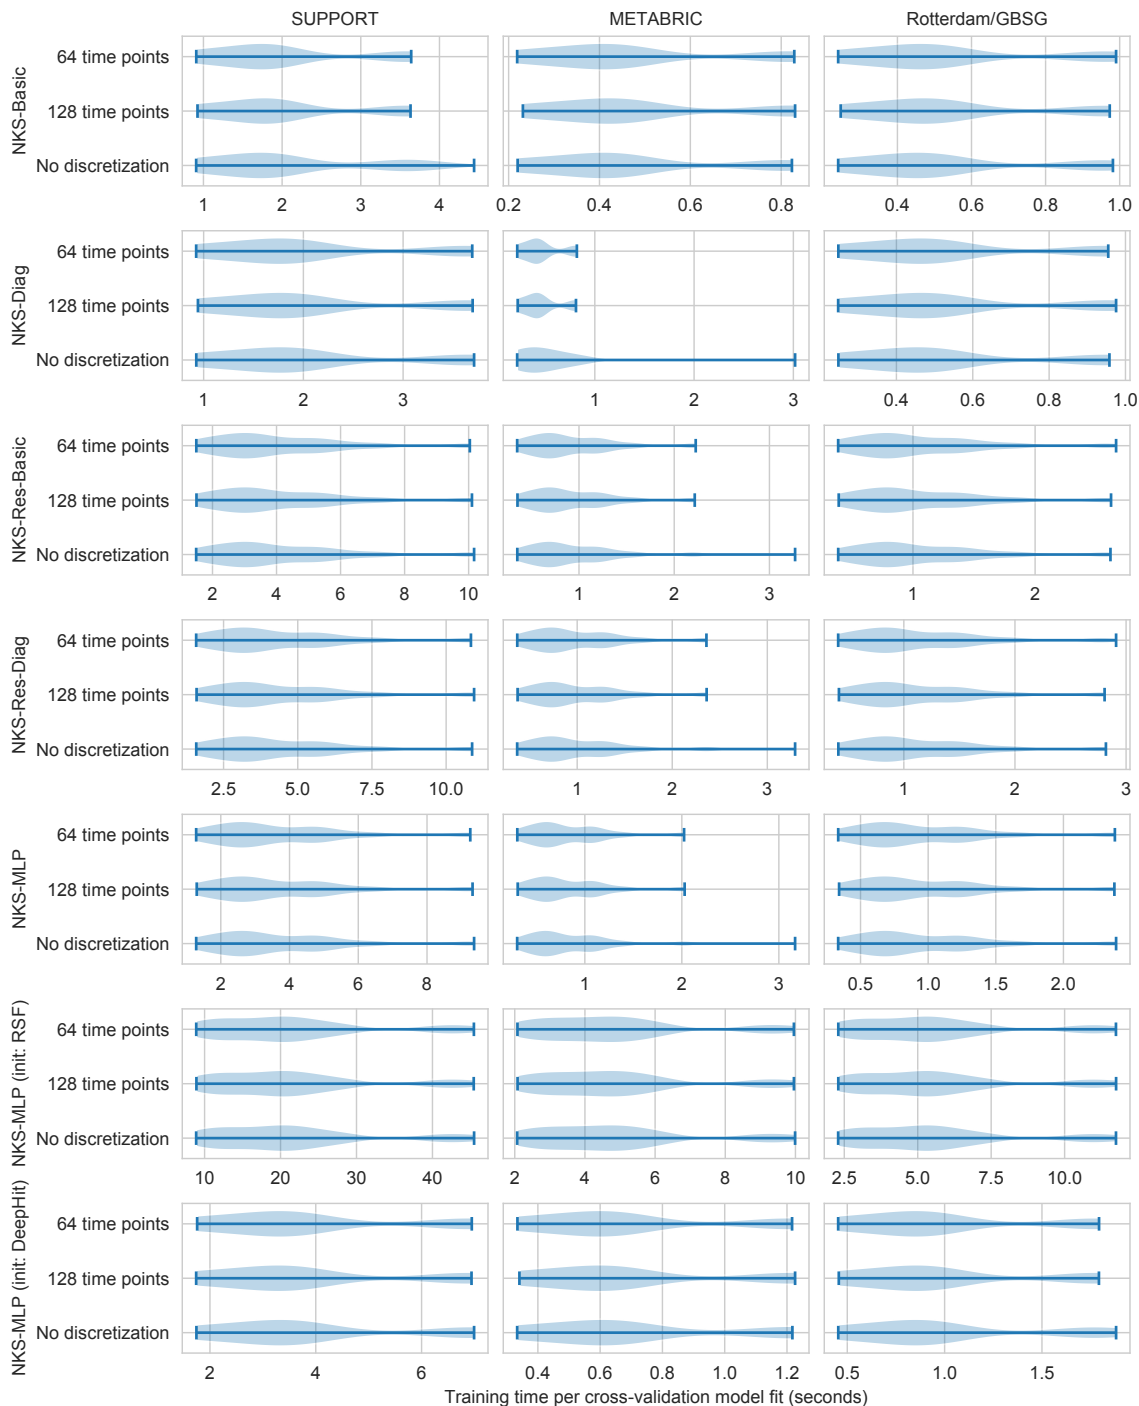 SUPPORT METABRIC Rotterdam/GBSG
NKS-Basic
64 time points
128 time points
No discretization
1 2 3 4 0.2 0.4 0.6 0.8 0.4 0.6 0.8 1.0
NKS-Diag
64 time points
128 time points
No discretization
1 2 3 1 2 3 0.4 0.6 0.8 1.0
NKS-Res-Basic
64 time points
128 time points
No discretization
2 4 6 8 10 1 2 3 1 2
NKS-Res-Diag
64 time points
128 time points
No discretization
2.5 5.0 7.5 10.0 1 2 3 1 2 3
NKS-MLP
64 time points
128 time points
No discretization
2 4 6 8 1 2 3 0.5 1.0 1.5 2.0
NKS-MLP (init: RSF)
64 time points
128 time points
No discretization
10 20 30 40 2 4 6 8 10 2.5 5.0 7.5 10.0
NKS-MLP (init: DeepHit)
64 time points
128 time points
No discretization
2 4 6 0.4 0.6 0.8 1.0 1.2 0.5 1.0 1.5
Training time per cross-validation model fit (seconds)